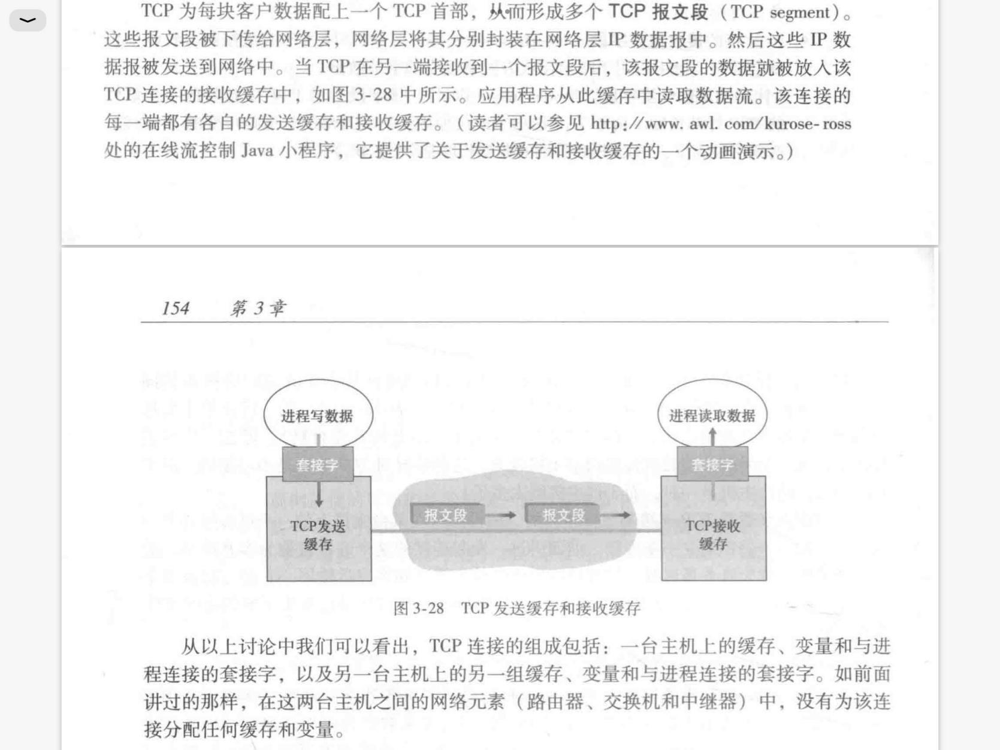 TCP 为每块客户数据配上一个 TCP 首部，从而形成多个 TCP 报文段（TCP segment）。
这些报文段被下传给网络层，网络层将其分别封装在网络层 IP 数据报中。然后这些 IP 数
据报被发送到网络中。当 TCP 在另一端接收到一个报文段后，该报文段的数据就被放入该
TCP 连接的接收缓存中，如图 3-28 中所示。应用程序从此缓存中读取数据流。该连接的
每一端都有各自的发送缓存和接收缓存。（读者可以参见 http://www. awl. com/kurose- ross
处的在线流控制 Java 小程序，它提供了关于发送缓存和接收缓存的一个动画演示。）
154 第 3 章
进程写数据
进程读取数据
套接字
套接字
报文段
报文段
TCP发送
缓存
TCP接收
缓存
图 3-28 TCP 发送缓存和接收缓存
从以上讨论中我们可以看出，TCP 连接的组成包括：一台主机上的缓存、变量和与进
程连接的套接字，以及另一台主机上的另一组缓存、变量和与进程连接的套接字。如前面
讲过的那样，在这两台主机之间的网络元素（路由器、交换机和中继器）中，没有为该连
接分配任何缓存和变量。